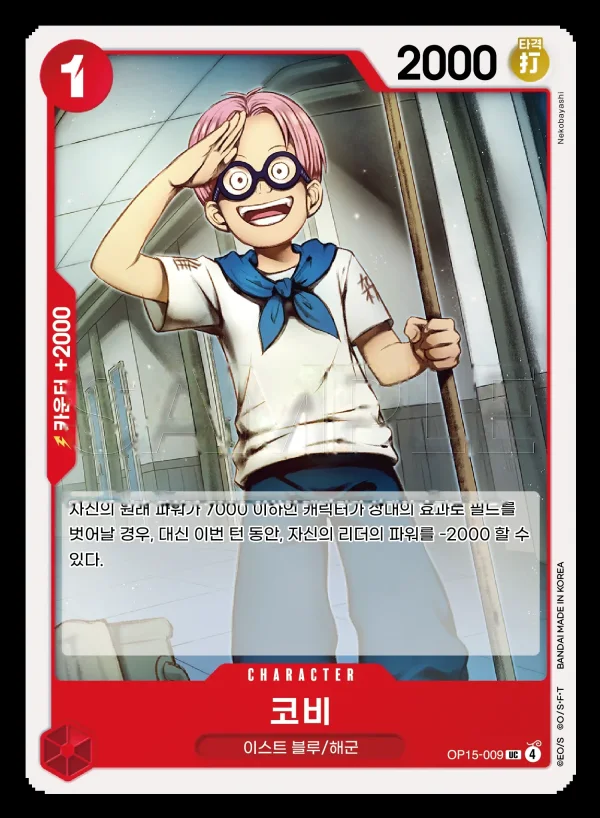 1
2000
타격
打
Nekobayashi
카운터 +2000
SAMPLE
자신의 원래 파워가 7000 이하인 캐릭터가 상대의 효과로 필드를
벗어날 경우, 대신 이번 턴 동안, 자신의 리더의 파워를 -2000 할 수
있다.
CHARACTER
코비
이스트 블루/해군
OP15-009 UC 4
©E.O/S ©O/S・F・T BANDAI MADE IN KOREA